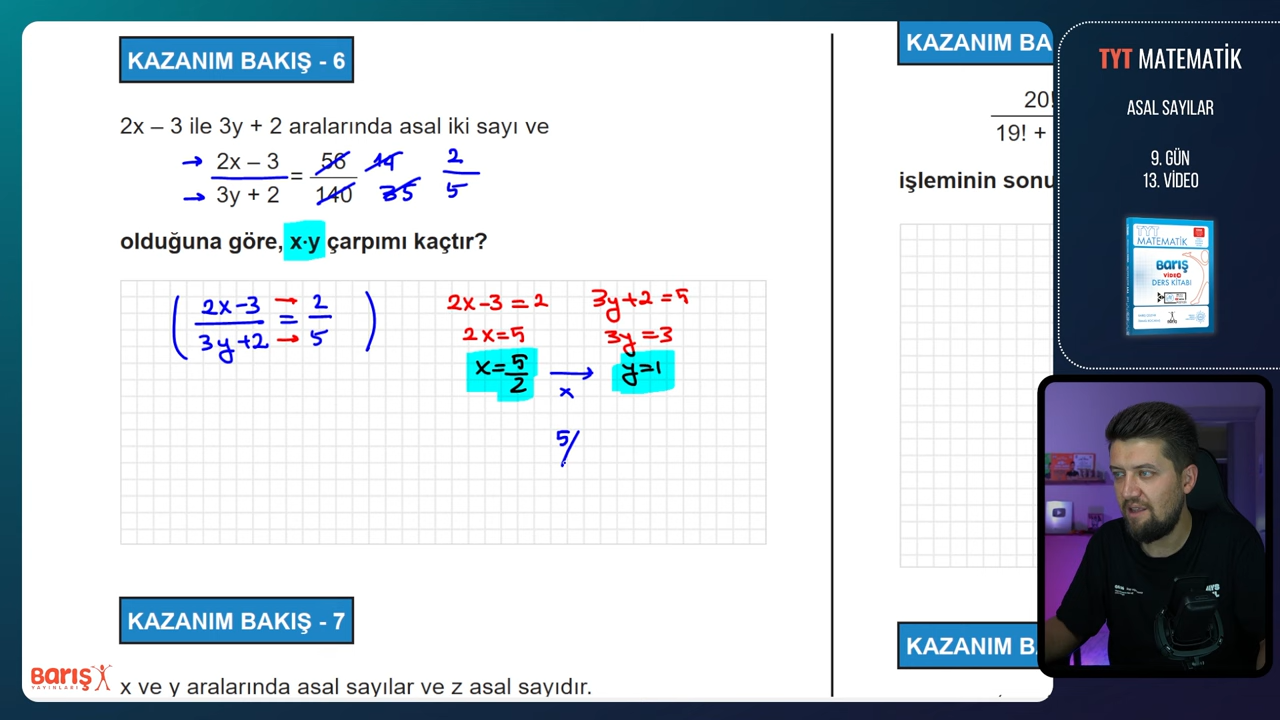 KAZANIM BAKIŞ - 6
2x – 3 ile 3y + 2 aralarında asal iki sayı ve
→ 2x – 3 = 56 14 2
→ 3y + 2 140 35 5
olduğuna göre, x·y çarpımı kaçtır?
( 2x-3 → = 2 )
3y+2 → 5
2x-3=2
2x=5
x=5/2
→
x
3y+2=5
3y=3
y=1
5/
KAZANIM BAKIŞ - 7
x ve y aralarında asal sayılar ve z asal sayıdır.
BARIŞ
YAYINLARI
KAZANIM BA
20!
19! +
işleminin sonu
KAZANIM B
TYT MATEMATİK
ASAL SAYILAR
9. GÜN
13. VİDEO
TYT
MATEMATİK
BARIŞ
VİDEO
DERS KİTABI